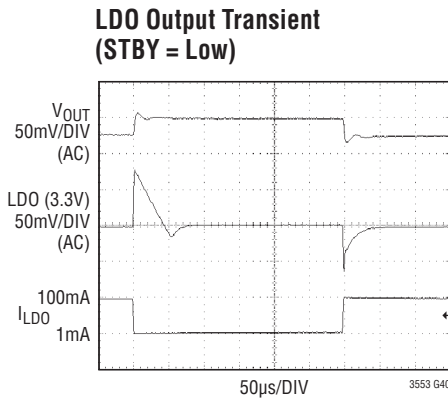 LDO Output Transient
(STBY = Low)
VOUT
50mV/DIV
(AC)
LDO (3.3V)
50mV/DIV
(AC)
100mA
ILDO
1mA
50µs/DIV
3553 G40